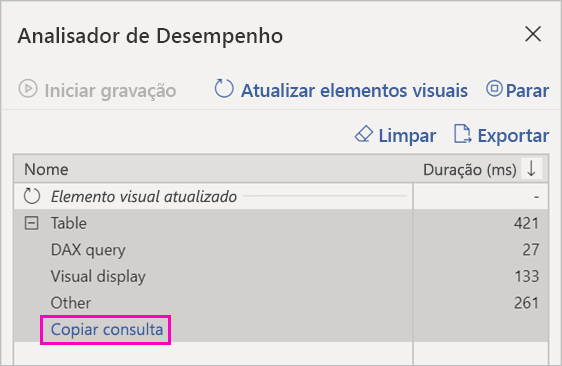 Analisador de Desempenho
Iniciar gravação Atualizar elementos visuais Parar
Limpar Exportar
Nome Duração (ms)
Elemento visual atualizado -
Table 421
DAX query 27
Visual display 133
Other 261
Copiar consulta